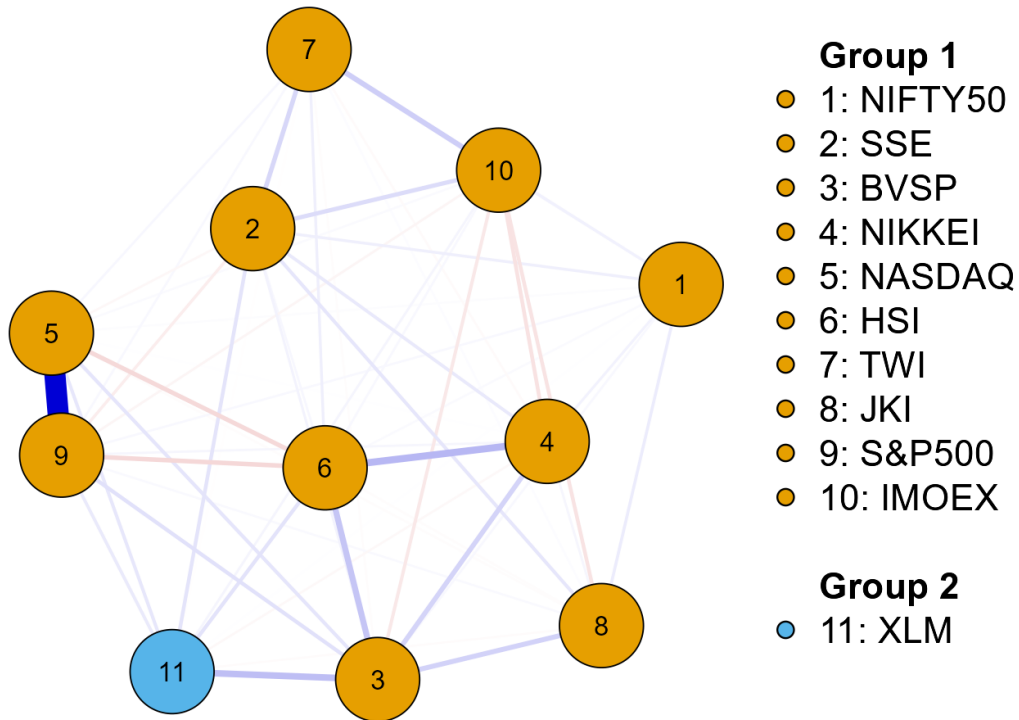 7
10
2
1
5
4
9
6
8
11
3
Group 1
1: NIFTY50
2: SSE
3: BVSP
4: NIKKEI
5: NASDAQ
6: HSI
7: TWI
8: JKI
9: S&P500
10: IMOEX
Group 2
11: XLM